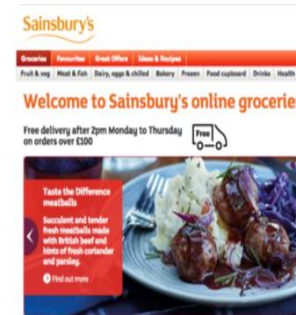 Sainsbury's
Groceries Favourites Great Offers Ideas & Recipes
Fruit & veg Meat & fish Dairy, eggs & chilled Bakery Frozen Food cupboard Drinks Health
Welcome to Sainsbury's online groceries
Free delivery after 2pm Monday to Thursday
on orders over £100
Free
Taste the Difference
meatballs
Succulent and tender
fresh meatballs made
with British beef and
hints of fresh coriander
and parsley.
Find out more